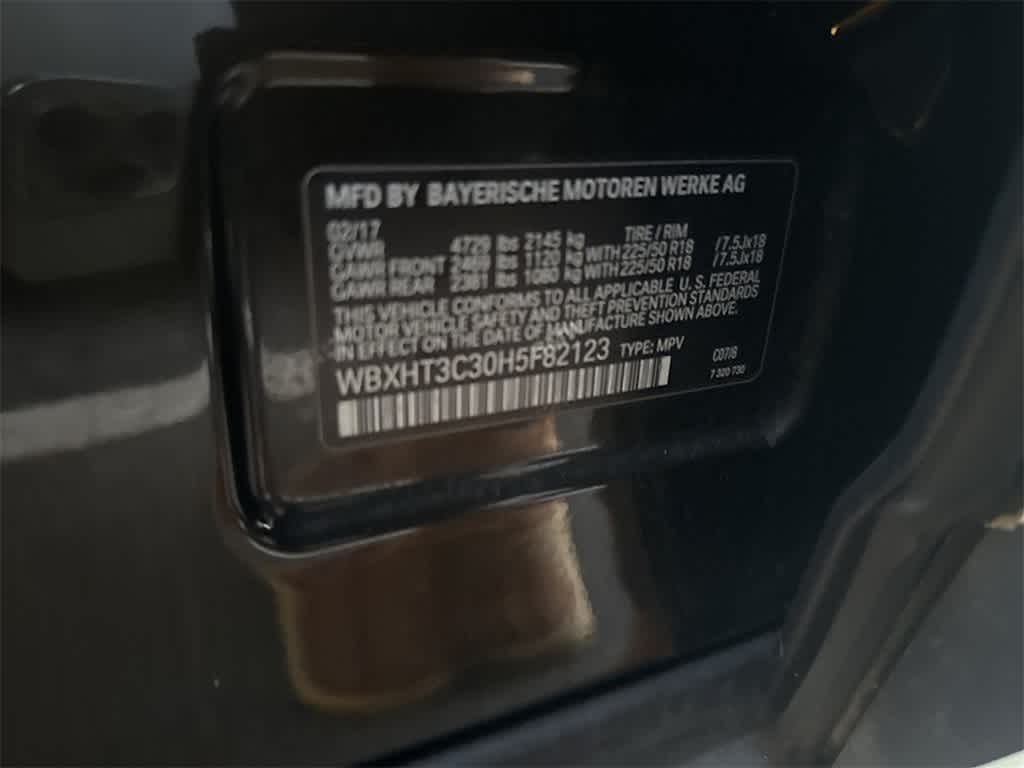 MFD BY BAYERISCHE MOTOREN WERKE AG
02/17 TIRE / RIM
GVWR 4729 lbs 2145 kg
GAWR FRONT 2469 lbs 1120 kg WITH 225/50 R18 /7.5Jx18
GAWR REAR 2381 lbs 1080 kg WITH 225/50 R18 /7.5Jx18
THIS VEHICLE CONFORMS TO ALL APPLICABLE U. S. FEDERAL
MOTOR VEHICLE SAFETY AND THEFT PREVENTION STANDARDS
IN EFFECT ON THE DATE OF MANUFACTURE SHOWN ABOVE.
WBXHT3C30H5F82123 TYPE: MPV C07/8
7 320 730